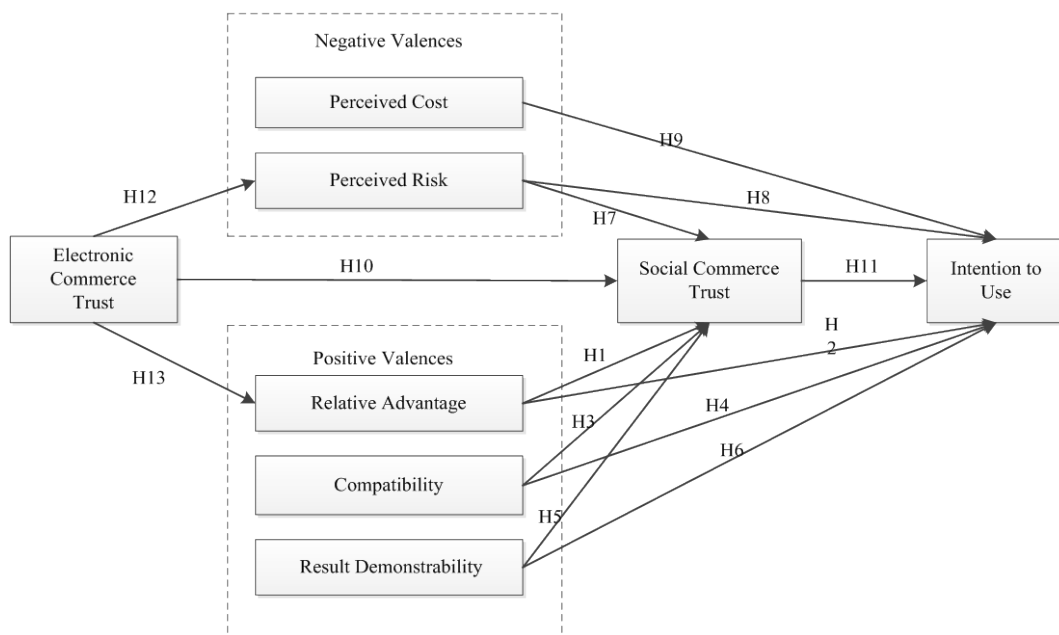 Negative Valences
Perceived Cost
H9
Perceived Risk
H12
H8
H7
Electronic
Commerce
Trust
H10
Social Commerce
Trust
H11
Intention to
Use
H13
Positive Valences
H1
H
2
Relative Advantage
H3
H4
H6
Compatibility
H5
Result Demonstrability